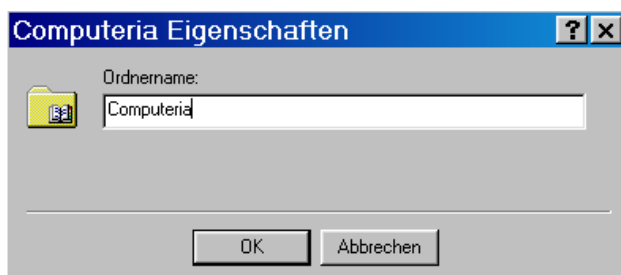 Computeria Eigenschaften
Ordnername:
Computeria
OK Abbrechen